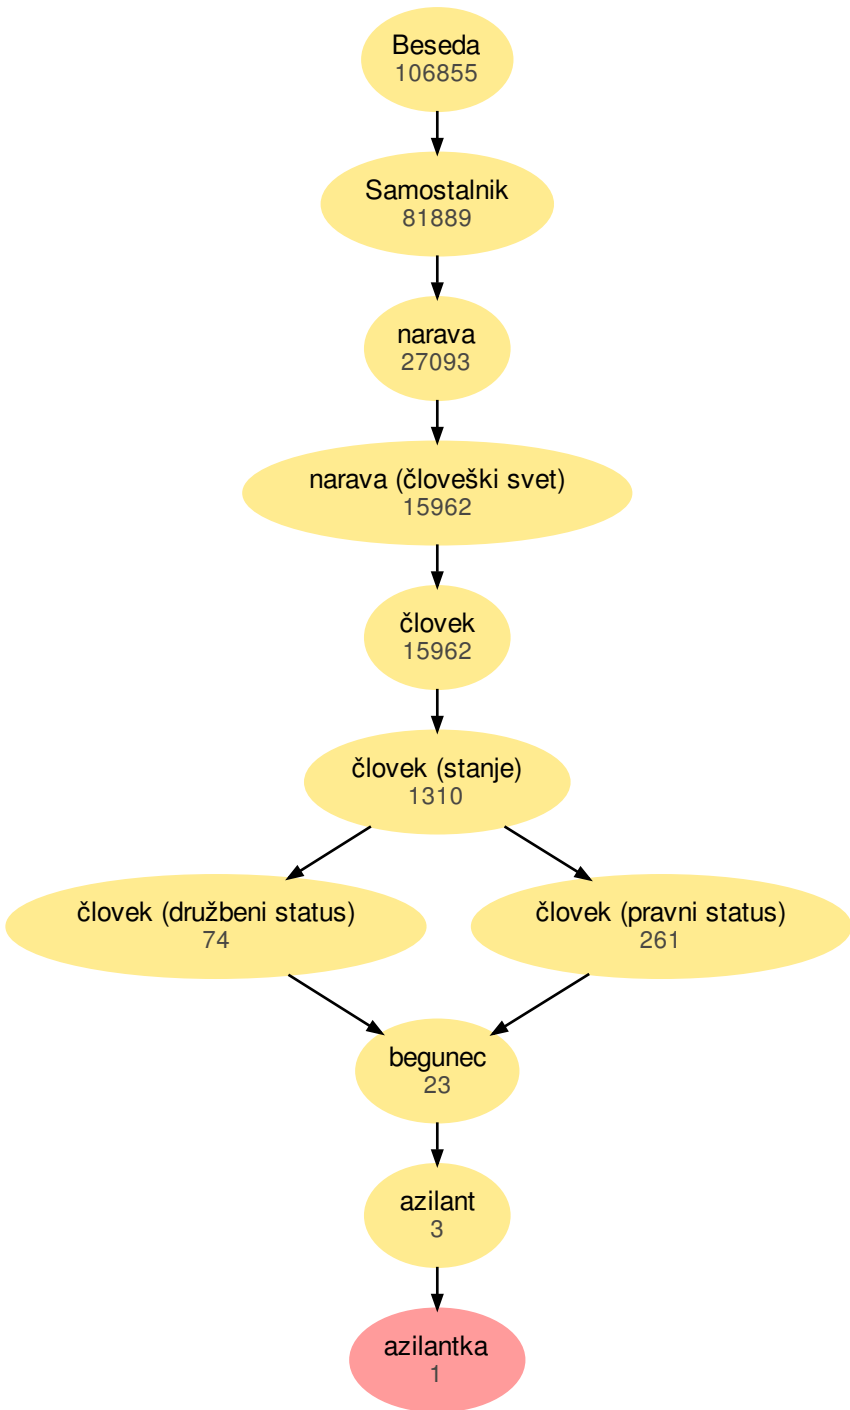 Beseda
106855
Samostalnik
81889
narava
27093
narava (človeški svet)
15962
človek
15962
človek (stanje)
1310
človek (družbeni status)
74
človek (pravni status)
261
begunec
23
azilant
3
azilantka
1